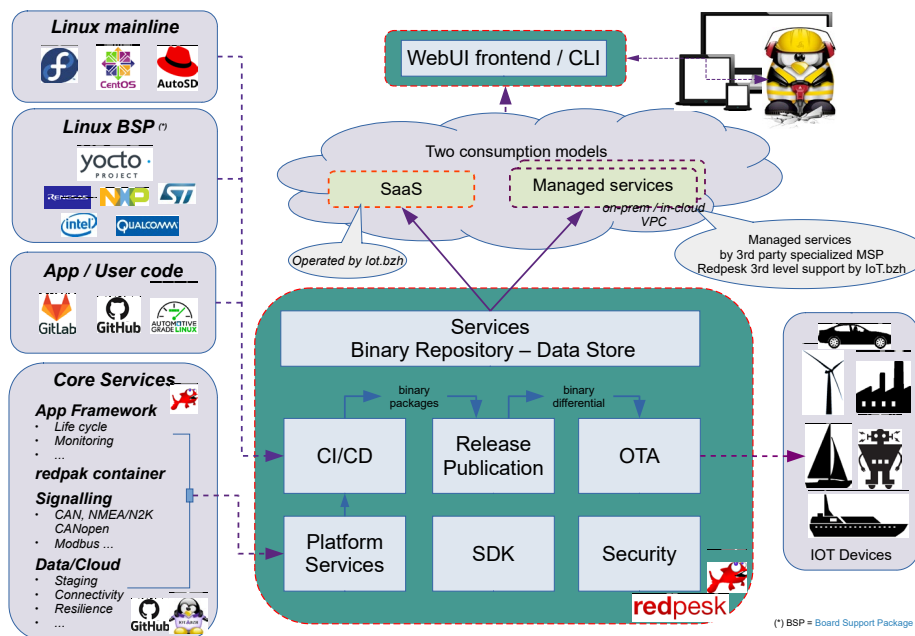 Linux mainline
CentOS
AutoSD
Linux BSP (*)
yocto
PROJECT
RENESAS
NXP
ST
intel
QUALCOMM
App / User code
GitLab
GitHub
AUTOMOTIVE
GRADE LINUX
Core Services
App Framework
• Life cycle
• Monitoring
• ...
redpak container
Signalling
• CAN, NMEA/N2K
CANopen
• Modbus ...
Data/Cloud
• Staging
• Connectivity
• Resilience
• ...
GitHub
WebUI frontend / CLI
Two consumption models
SaaS
Managed services
on-prem / in-cloud
VPC
Operated by Iot.bzh
Managed services
by 3rd party specialized MSP
Redpesk 3rd level support by IoT.bzh
Services
Binary Repository – Data Store
binary
packages
binary
differential
CI/CD
Release
Publication
OTA
Platform
Services
SDK
Security
redpesk
IOT Devices
(*) BSP = Board Support Package